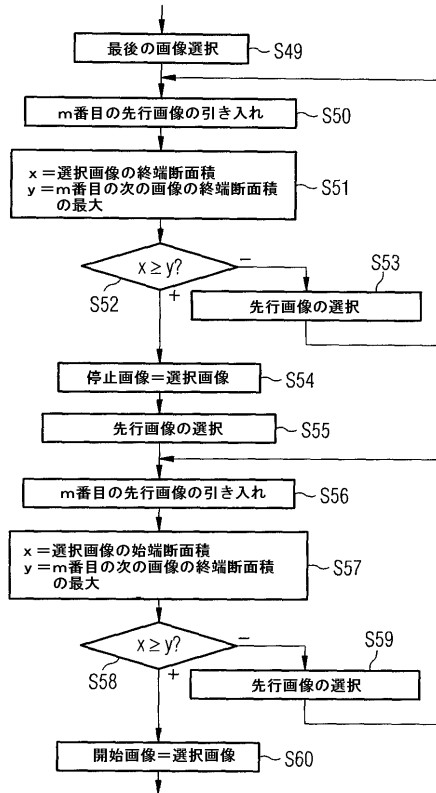 最後の画像選択
S49
m番目の先行画像の引き入れ
S50
x=選択画像の終端断面積
y=m番目の次の画像の終端断面積
の最大
S51
x≥y?
−
+
S52
S53
先行画像の選択
停止画像=選択画像
S54
先行画像の選択
S55
m番目の先行画像の引き入れ
S56
x=選択画像の始端断面積
y=m番目の次の画像の終端断面積
の最大
S57
x≥y?
−
+
S58
S59
先行画像の選択
開始画像=選択画像
S60